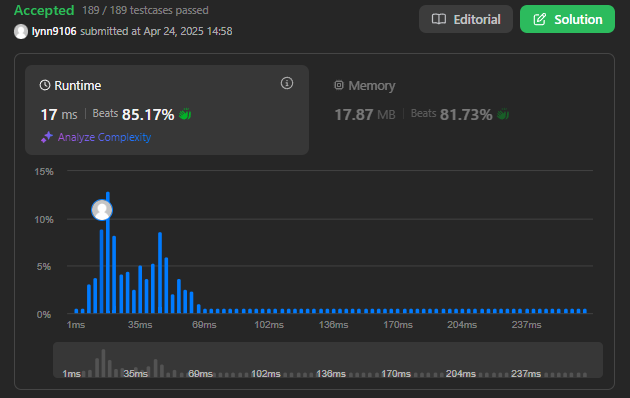 Accepted 189 / 189 testcases passed
Editorial
Solution
lynn9106 submitted at Apr 24, 2025 14:58
Runtime
Memory
17 ms | Beats 85.17%
17.87 MB | Beats 81.73%
Analyze Complexity
15%
10%
5%
0%
1ms 35ms 69ms 102ms 136ms 170ms 204ms 237ms
1ms 35ms 69ms 102ms 136ms 170ms 204ms 237ms